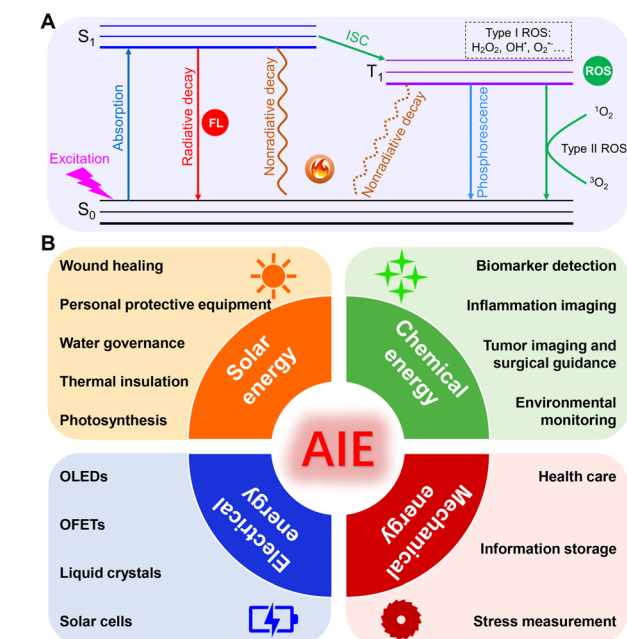 A
S₁
ISC
Type I ROS:
H₂O₂, OH•, O₂•⁻...
T₁
ROS
Absorption
Radiative decay
FL
Nonradiative decay
Nonradiative decay
Phosphorescence
¹O₂
Type II ROS
³O₂
Excitation
S₀
B
Wound healing
Personal protective equipment
Water governance
Thermal insulation
Photosynthesis
Solar
energy
Chemical
energy
Biomarker detection
Inflammation imaging
Tumor imaging and
surgical guidance
Environmental
monitoring
AIE
OLEDs
OFETs
Liquid crystals
Solar cells
Electrical
energy
Mechanical
energy
Health care
Information storage
Stress measurement